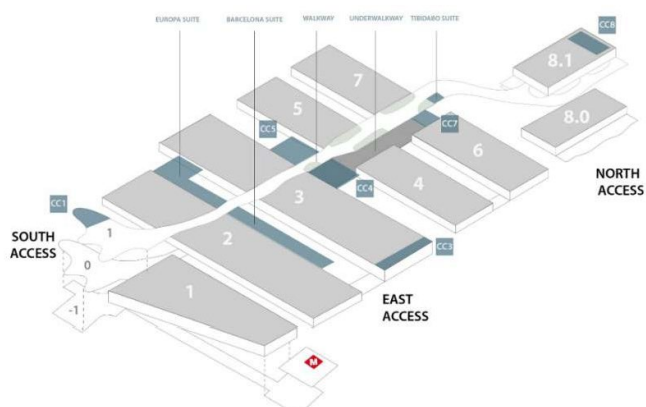 EUROPA SUITE
BARCELONA SUITE
WALKWAY
UNDERWALKWAY
TIBIDABO SUITE
CC8
8.1
7
5
8.0
CC5
CC7
6
NORTH
ACCESS
CC4
4
3
CC1
1
SOUTH
ACCESS
0
2
CC3
-1
1
EAST
ACCESS
M